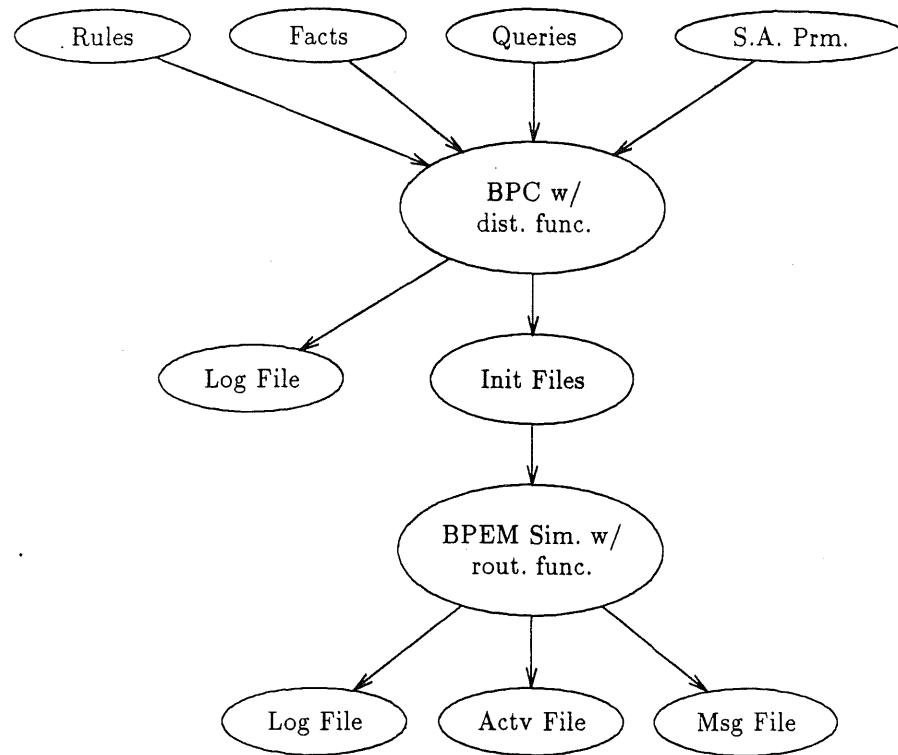 Rules
Facts
Queries
S.A. Prm.
BPC w/
dist. func.
Log File
Init Files
BPEM Sim. w/
rout. func.
Log File
Actv File
Msg File